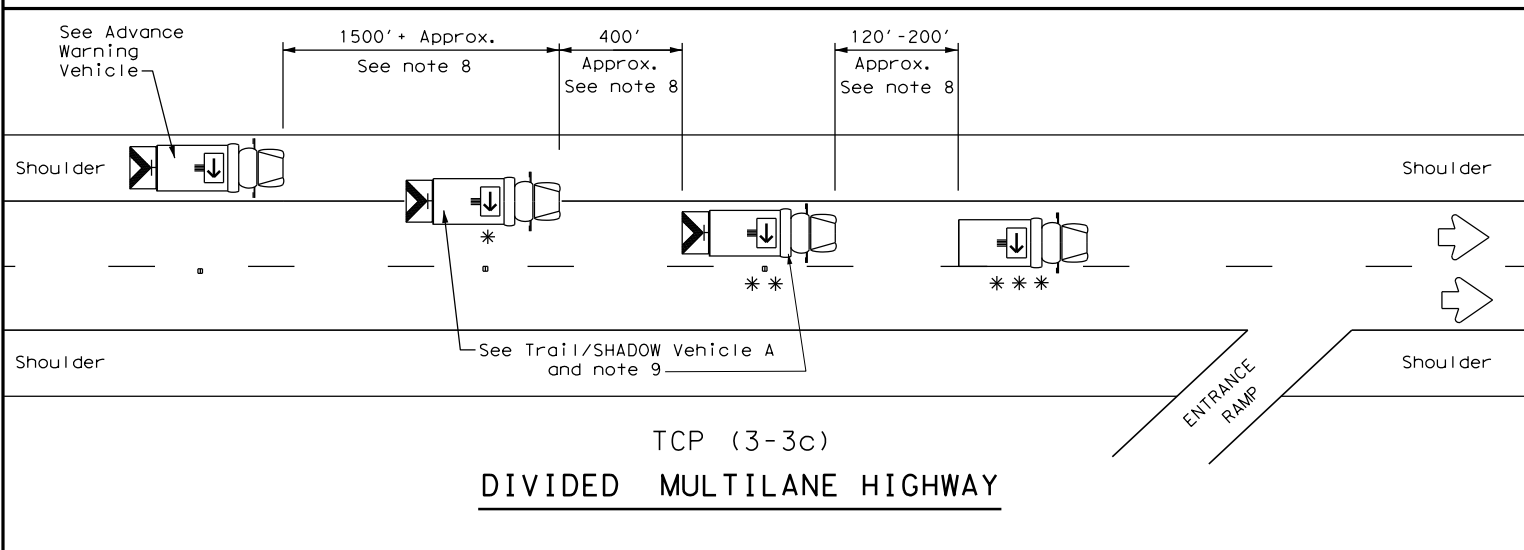 See Advance
Warning
Vehicle
1500'+ Approx.
See note 8
400'
Approx.
See note 8
120'-200'
Approx.
See note 8
Shoulder
Shoulder
*
* *
* * *
See Trail/SHADOW Vehicle A
and note 9
Shoulder
Shoulder
ENTRANCE
RAMP
TCP (3-3c)
DIVIDED MULTILANE HIGHWAY